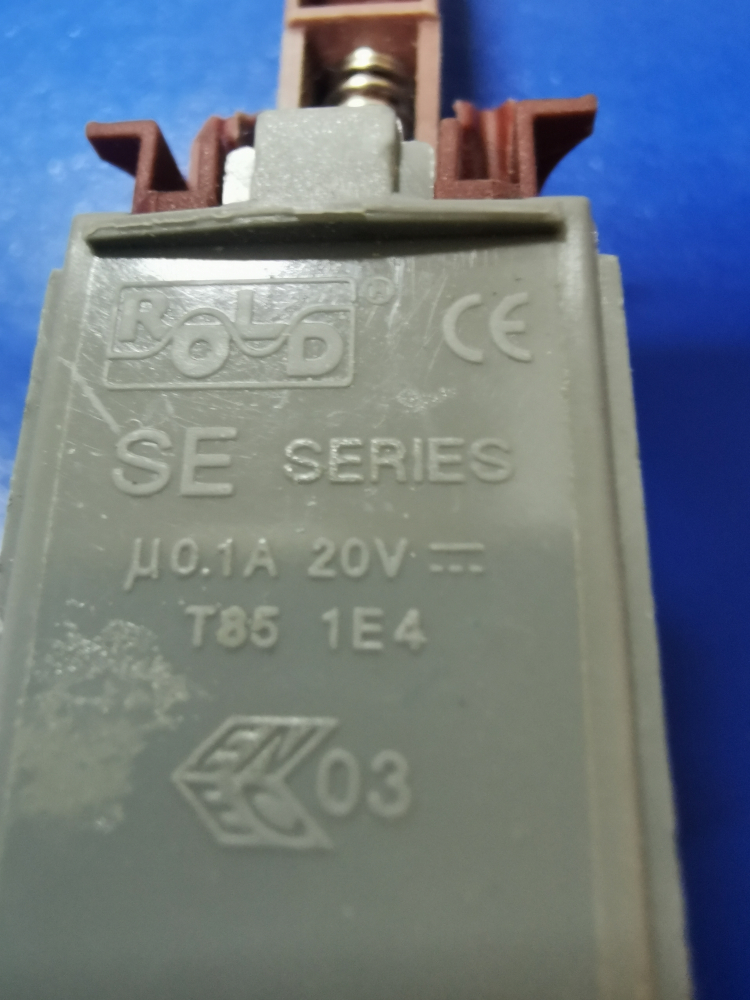 ROLD ® CE
SE SERIES
µ0.1A 20V ⎓
T85 1E4
ENEC 03